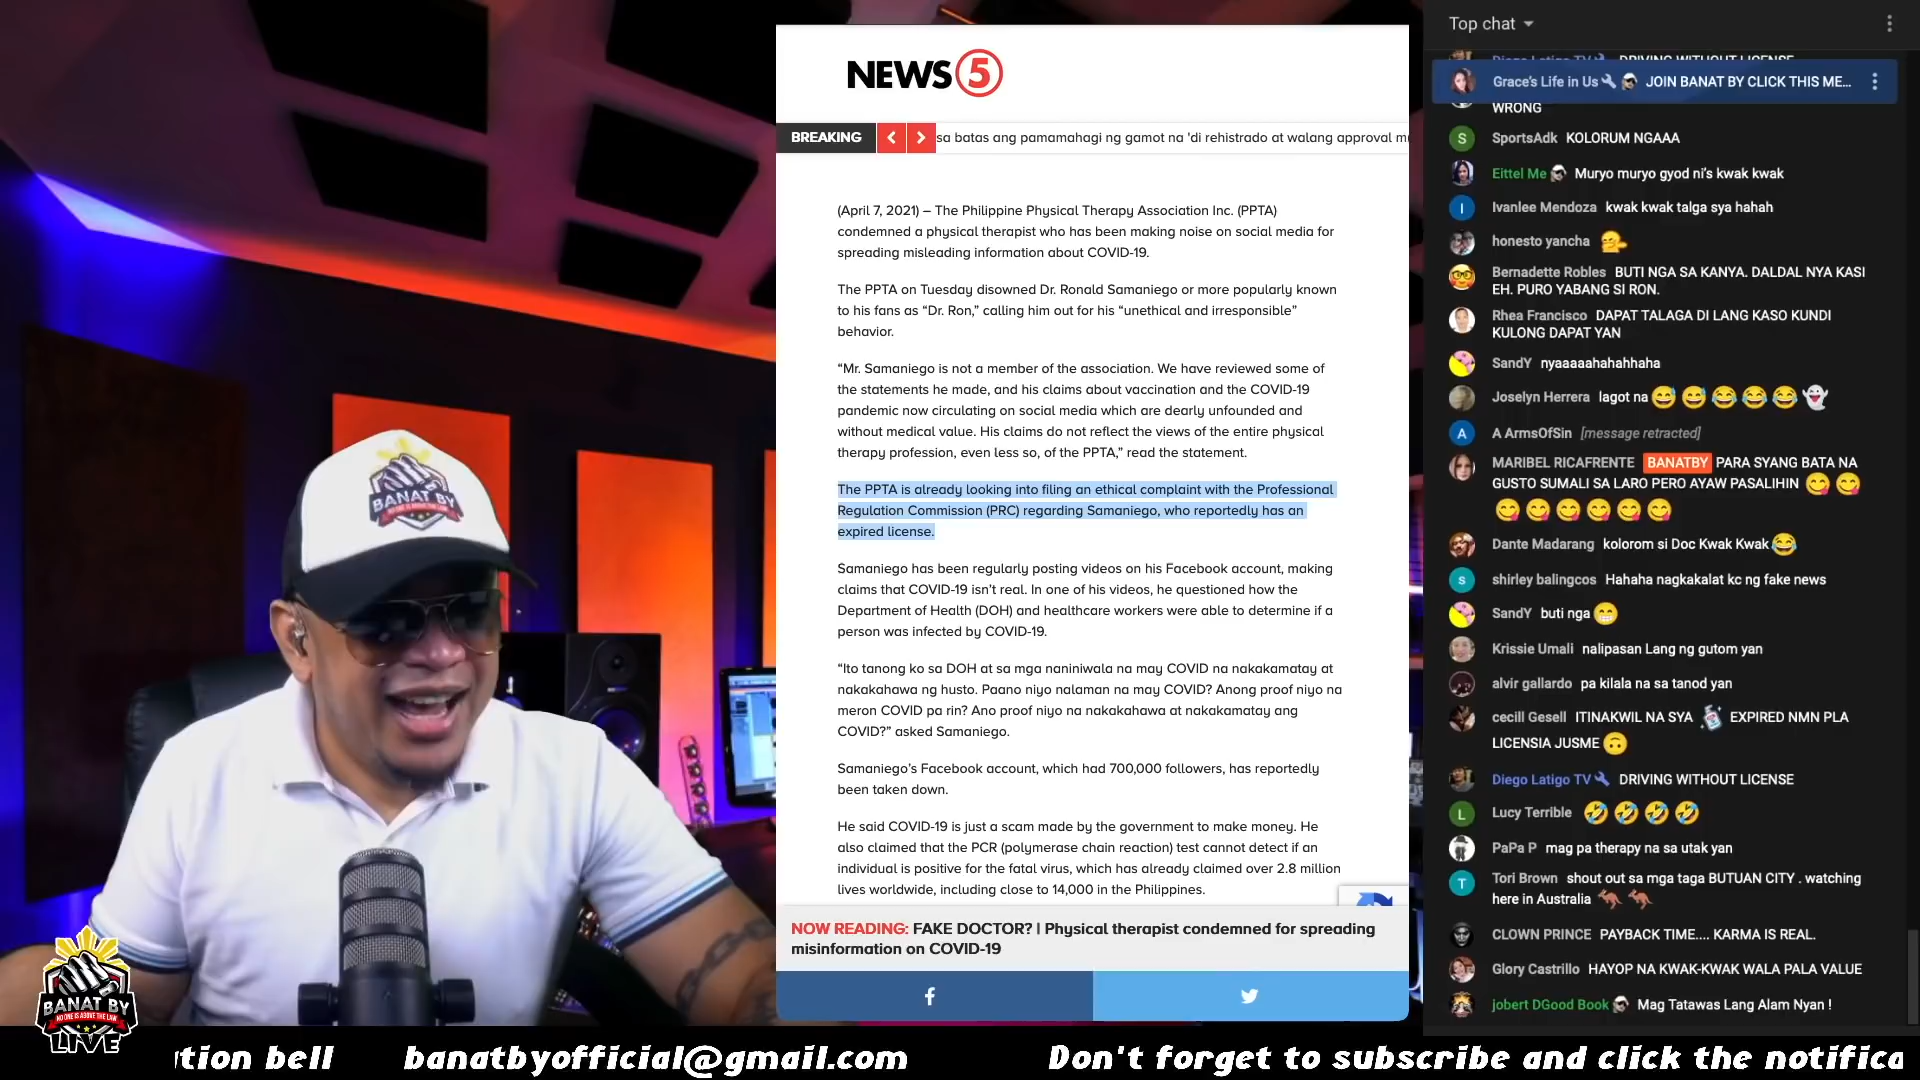 NEWS 5
BREAKING
sa batas ang pamamahagi ng gamot na 'di rehistrado at walang approval
(April 7, 2021) – The Philippine Physical Therapy Association Inc. (PPTA)
condemned a physical therapist who has been making noise on social media for
spreading misleading information about COVID-19.
The PPTA on Tuesday disowned Dr. Ronald Samaniego or more popularly known
to his fans as “Dr. Ron,” calling him out for his “unethical and irresponsible”
behavior.
“Mr. Samaniego is not a member of the association. We have reviewed some of
the statements he made, and his claims about vaccination and the COVID-19
pandemic now circulating on social media which are dearly unfounded and
without medical value. His claims do not reflect the views of the entire physical
therapy profession, even less so, of the PPTA,” read the statement.
The PPTA is already looking into filing an ethical complaint with the Professional
Regulation Commission (PRC) regarding Samaniego, who reportedly has an
expired license.
Samaniego has been regularly posting videos on his Facebook account, making
claims that COVID-19 isn’t real. In one of his videos, he questioned how the
Department of Health (DOH) and healthcare workers were able to determine if a
person was infected by COVID-19.
“Ito tanong ko sa DOH at sa mga naniniwala na may COVID na nakakamatay at
nakakahawa ng husto. Paano niyo nalaman na may COVID? Anong proof niyo na
meron COVID pa rin? Ano proof niyo na nakakahawa at nakakamatay ang
COVID?” asked Samaniego.
Samaniego’s Facebook account, which had 700,000 followers, has reportedly
been taken down.
He said COVID-19 is just a scam made by the government to make money. He
also claimed that the PCR (polymerase chain reaction) test cannot detect if an
individual is positive for the fatal virus, which has already claimed over 2.8 million
lives worldwide, including close to 14,000 in the Philippines.
NOW READING: FAKE DOCTOR? | Physical therapist condemned for spreading
misinformation on COVID-19
Top chat
Diego Latigo TV DRIVING WITHOUT LICENSE
Grace's Life in Us JOIN BANAT BY CLICK THIS ME...
WRONG
S SportsAdk KOLORUM NGAAA
Eittel Me Muryo muryo gyod ni's kwak kwak
I Ivanlee Mendoza kwak kwak talga sya hahah
honesto yancha
Bernadette Robles BUTI NGA SA KANYA. DALDAL NYA KASI
EH. PURO YABANG SI RON.
Rhea Francisco DAPAT TALAGA DI LANG KASO KUNDI
KULONG DAPAT YAN
SandY nyaaaaahahahhaha
Joselyn Herrera lagot na
A A ArmsOfSin [message retracted]
MARIBEL RICAFRENTE BANATBY PARA SYANG BATA NA
GUSTO SUMALI SA LARO PERO AYAW PASALIHIN
Dante Madarang kolorom si Doc Kwak Kwak
s shirley balingcos Hahaha nagkakalat kc ng fake news
SandY buti nga
Krissie Umali nalipasan Lang ng gutom yan
alvir gallardo pa kilala na sa tanod yan
cecill Gesell ITINAKWIL NA SYA EXPIRED NMN PLA
LICENSIA JUSME
Diego Latigo TV DRIVING WITHOUT LICENSE
L Lucy Terrible
PaPa P mag pa therapy na sa utak yan
T Tori Brown shout out sa mga taga BUTUAN CITY . watching
here in Australia
CLOWN PRINCE PAYBACK TIME.... KARMA IS REAL.
Glory Castrillo HAYOP NA KWAK-KWAK WALA PALA VALUE
jobert DGood Book Mag Tatawas Lang Alam Nyan !
BANAT BY
BANAT BY
NO ONE IS ABOVE THE LAW
LIVE
tion bell banatbyofficial@gmail.com Don't forget to subscribe and click the notifica